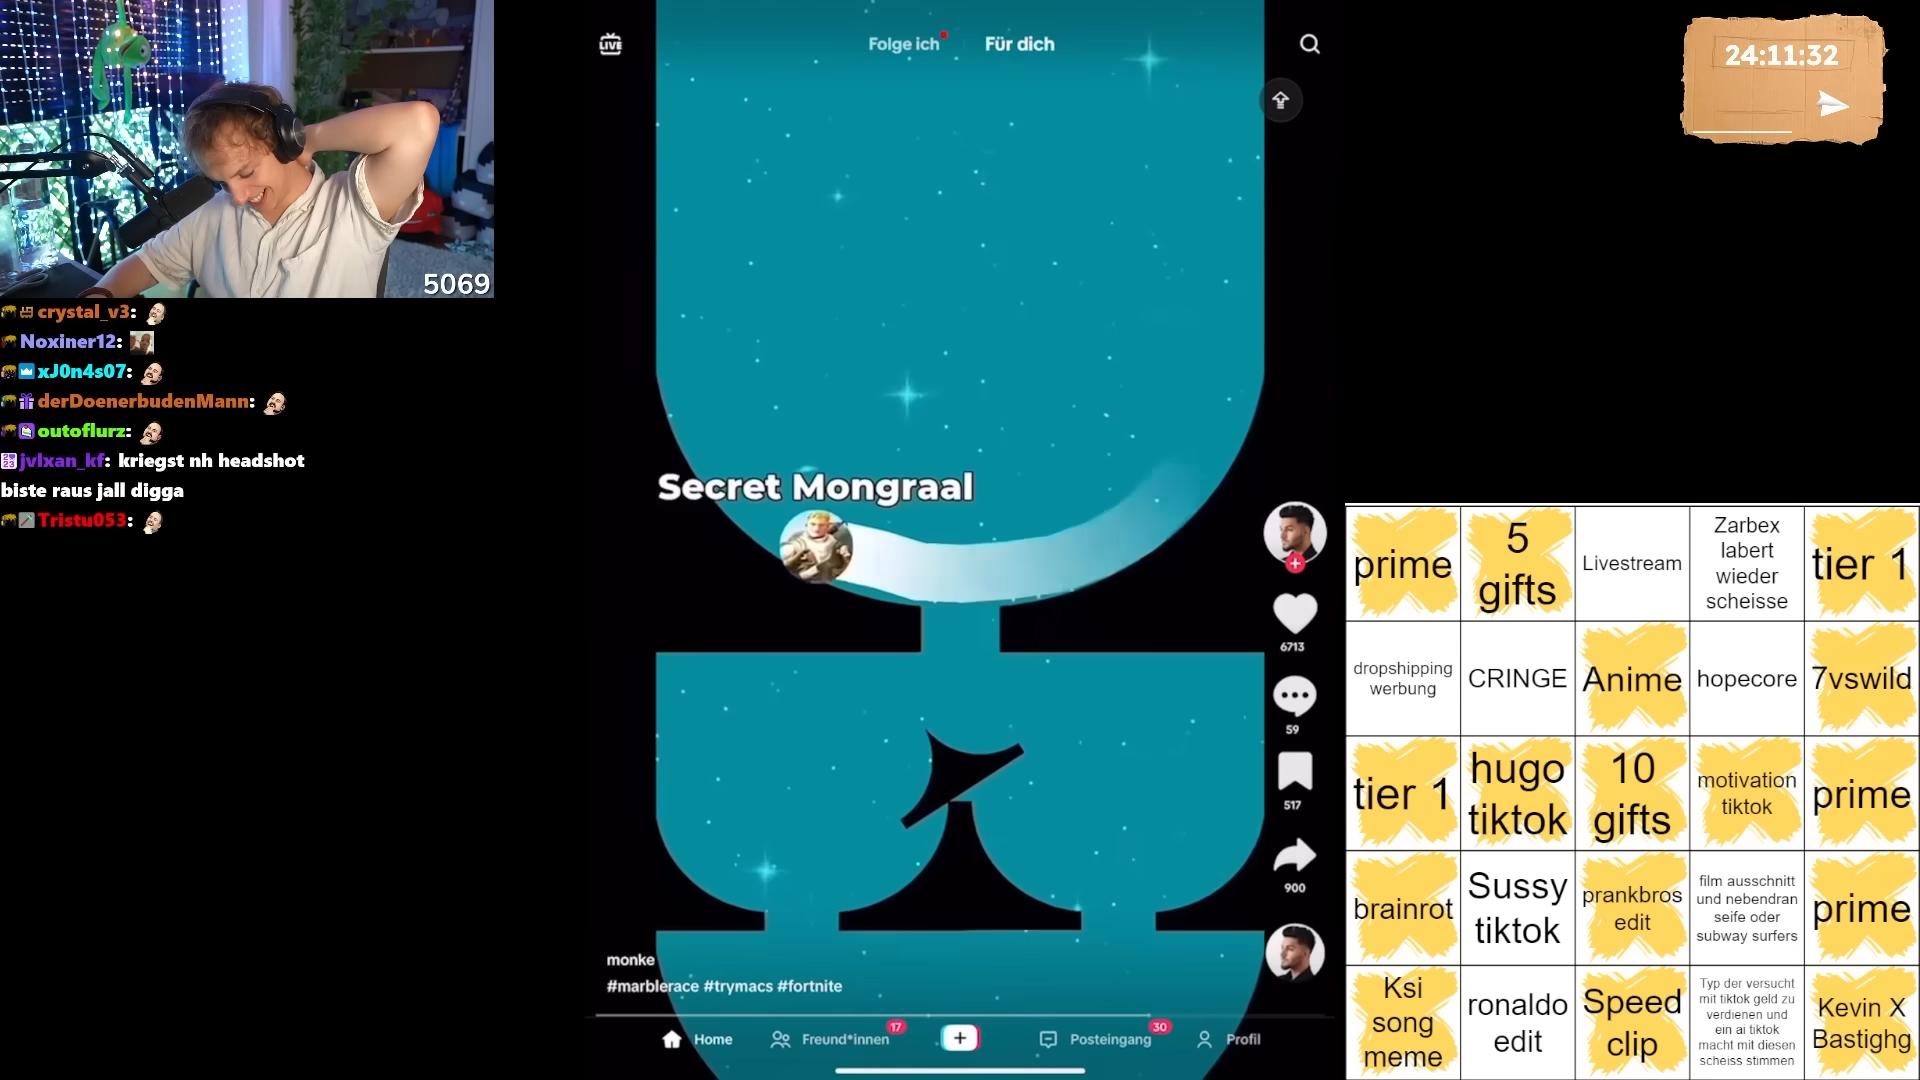 5069
crystal_v3:
Noxiner12:
xJ0n4s07:
derDoenerbudenMann:
outoflurz:
jvlxan_kf: kriegst nh headshot
biste raus jall digga
Tristu053:
LIVE
Folge ich
Für dich
Secret Mongraal
6713
59
517
900
monke
#marblerace #trymacs #fortnite
Home
Freund*innen
17
Posteingang
30
Profil
24:11:32
prime
5
gifts
Livestream
Zarbex
labert
wieder
scheisse
tier 1
dropshipping
werbung
CRINGE
Anime
hopecore
7vswild
tier 1
hugo
tiktok
10
gifts
motivation
tiktok
prime
brainrot
Sussy
tiktok
prankbros
edit
film ausschnitt
und nebendran
seife oder
subway surfers
prime
Ksi
song
meme
ronaldo
edit
Speed
clip
Typ der versucht
mit tiktok geld zu
verdienen und
ein ai tiktok
macht mit diesen
scheiss stimmen
Kevin X
Bastighg